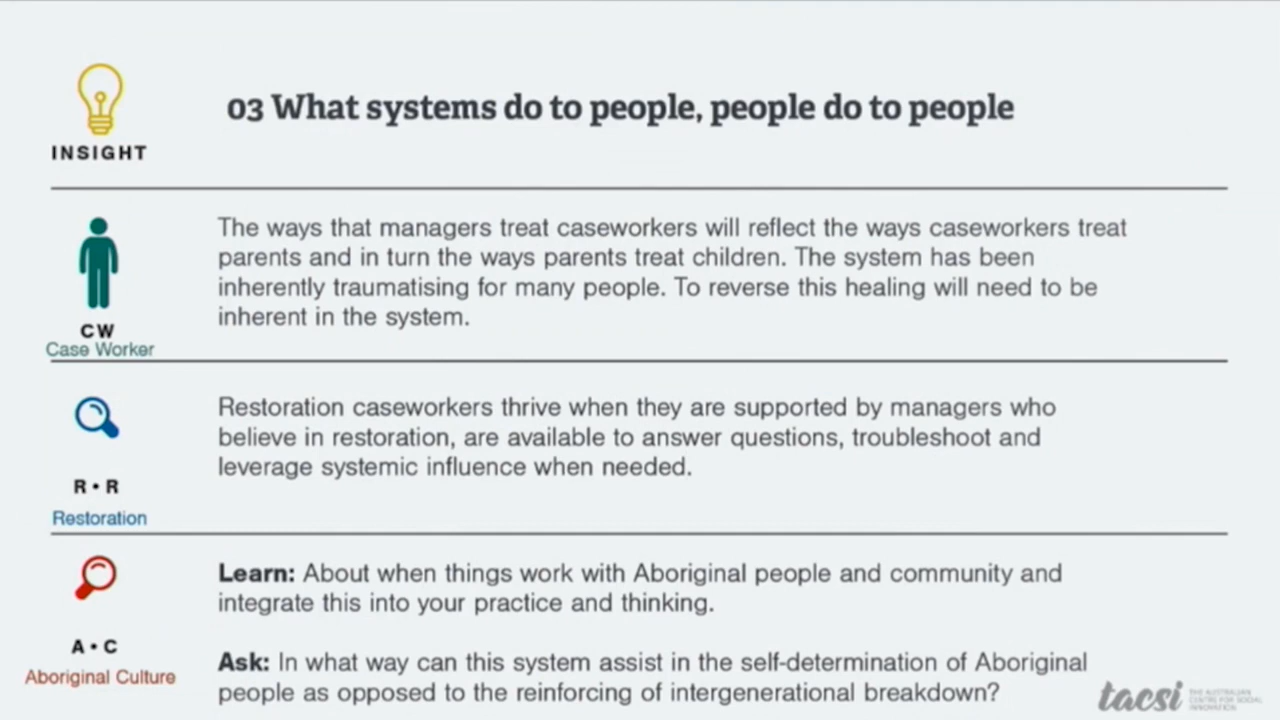 03 What systems do to people, people do to people
INSIGHT
The ways that managers treat caseworkers will reflect the ways caseworkers treat
parents and in turn the ways parents treat children. The system has been
inherently traumatising for many people. To reverse this healing will need to be
inherent in the system.
CW
Case Worker
Restoration caseworkers thrive when they are supported by managers who
believe in restoration, are available to answer questions, troubleshoot and
leverage systemic influence when needed.
R • R
Restoration
Learn: About when things work with Aboriginal people and community and
integrate this into your practice and thinking.
A • C
Aboriginal Culture
Ask: In what way can this system assist in the self-determination of Aboriginal
people as opposed to the reinforcing of intergenerational breakdown?
tacsi
THE AUSTRALIAN
CENTRE FOR SOCIAL
INNOVATION